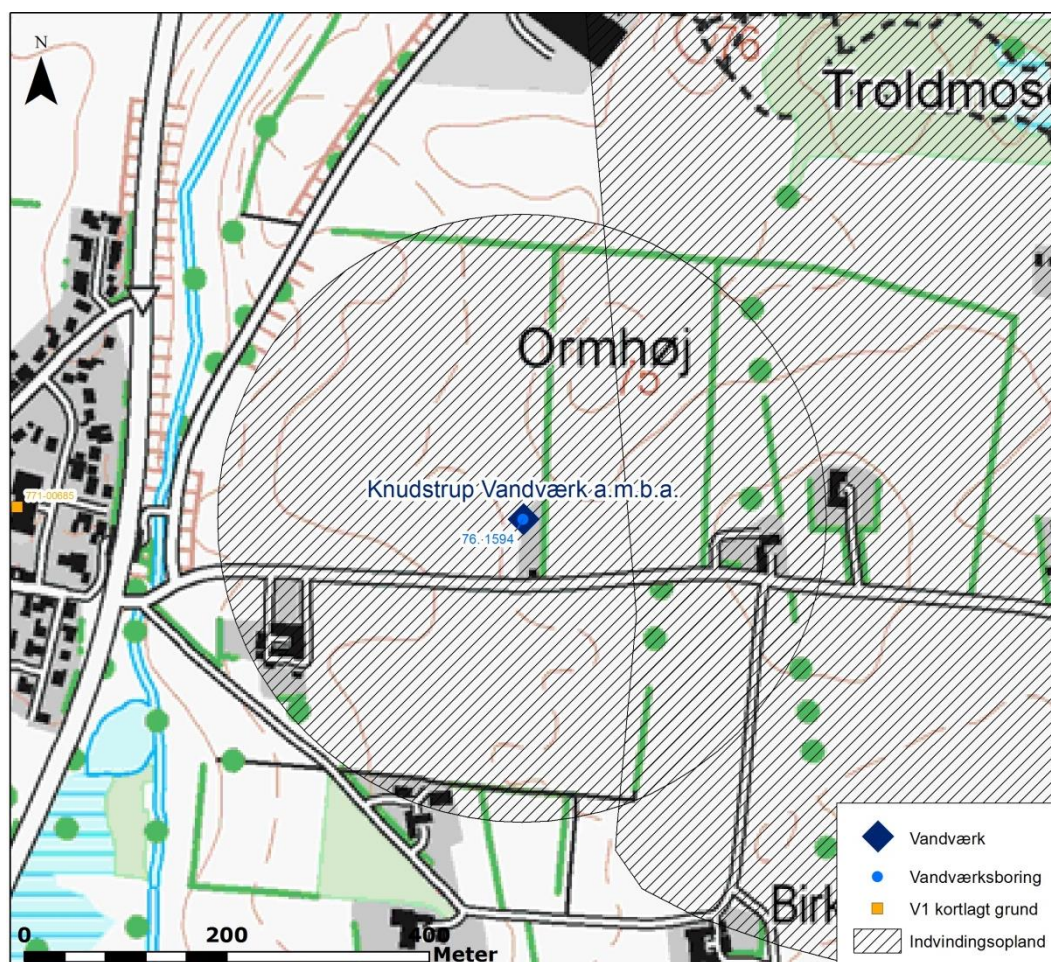 N
76
Troldmose
Ormhøj
75
Knudstrup Vandværk a.m.b.a.
771-00685
76.·1594
Vandværk
Vandværksboring
Birk
V1 kortlagt grund
0 200 400
Indvindingsopland
Meter